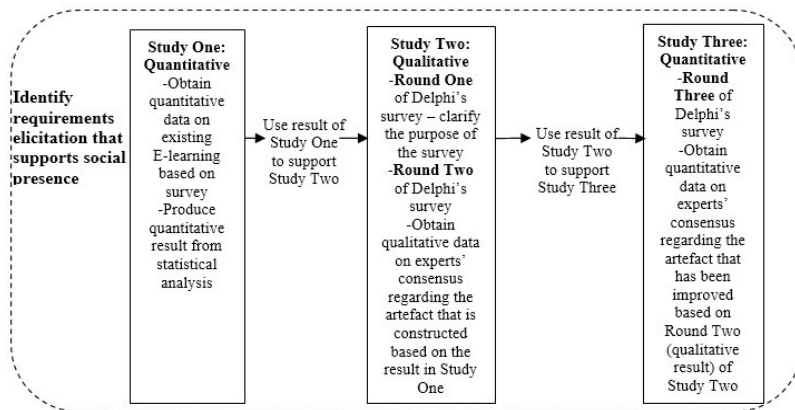 Identify
requirements
elicitation that
supports social
presence
Study One:
Quantitative
-Obtain
quantitative
data on
existing
E-learning
based on
survey
-Produce
quantitative
result from
statistical
analysis
Use result of
Study One
to support
Study Two
Study Two:
Qualitative
-Round One
of Delphi's
survey – clarify
the purpose of
the survey
-Round Two
of Delphi's
survey
-Obtain
qualitative data
on experts'
consensus
regarding the
artefact that is
constructed
based on the
result in Study
One
Use result of
Study Two
to support
Study Three
Study Three:
Quantitative
-Round
Three of
Delphi's
survey
-Obtain
quantitative
data on
experts'
consensus
regarding the
artefact that
has been
improved
based on
Round Two
(qualitative
result) of
Study Two